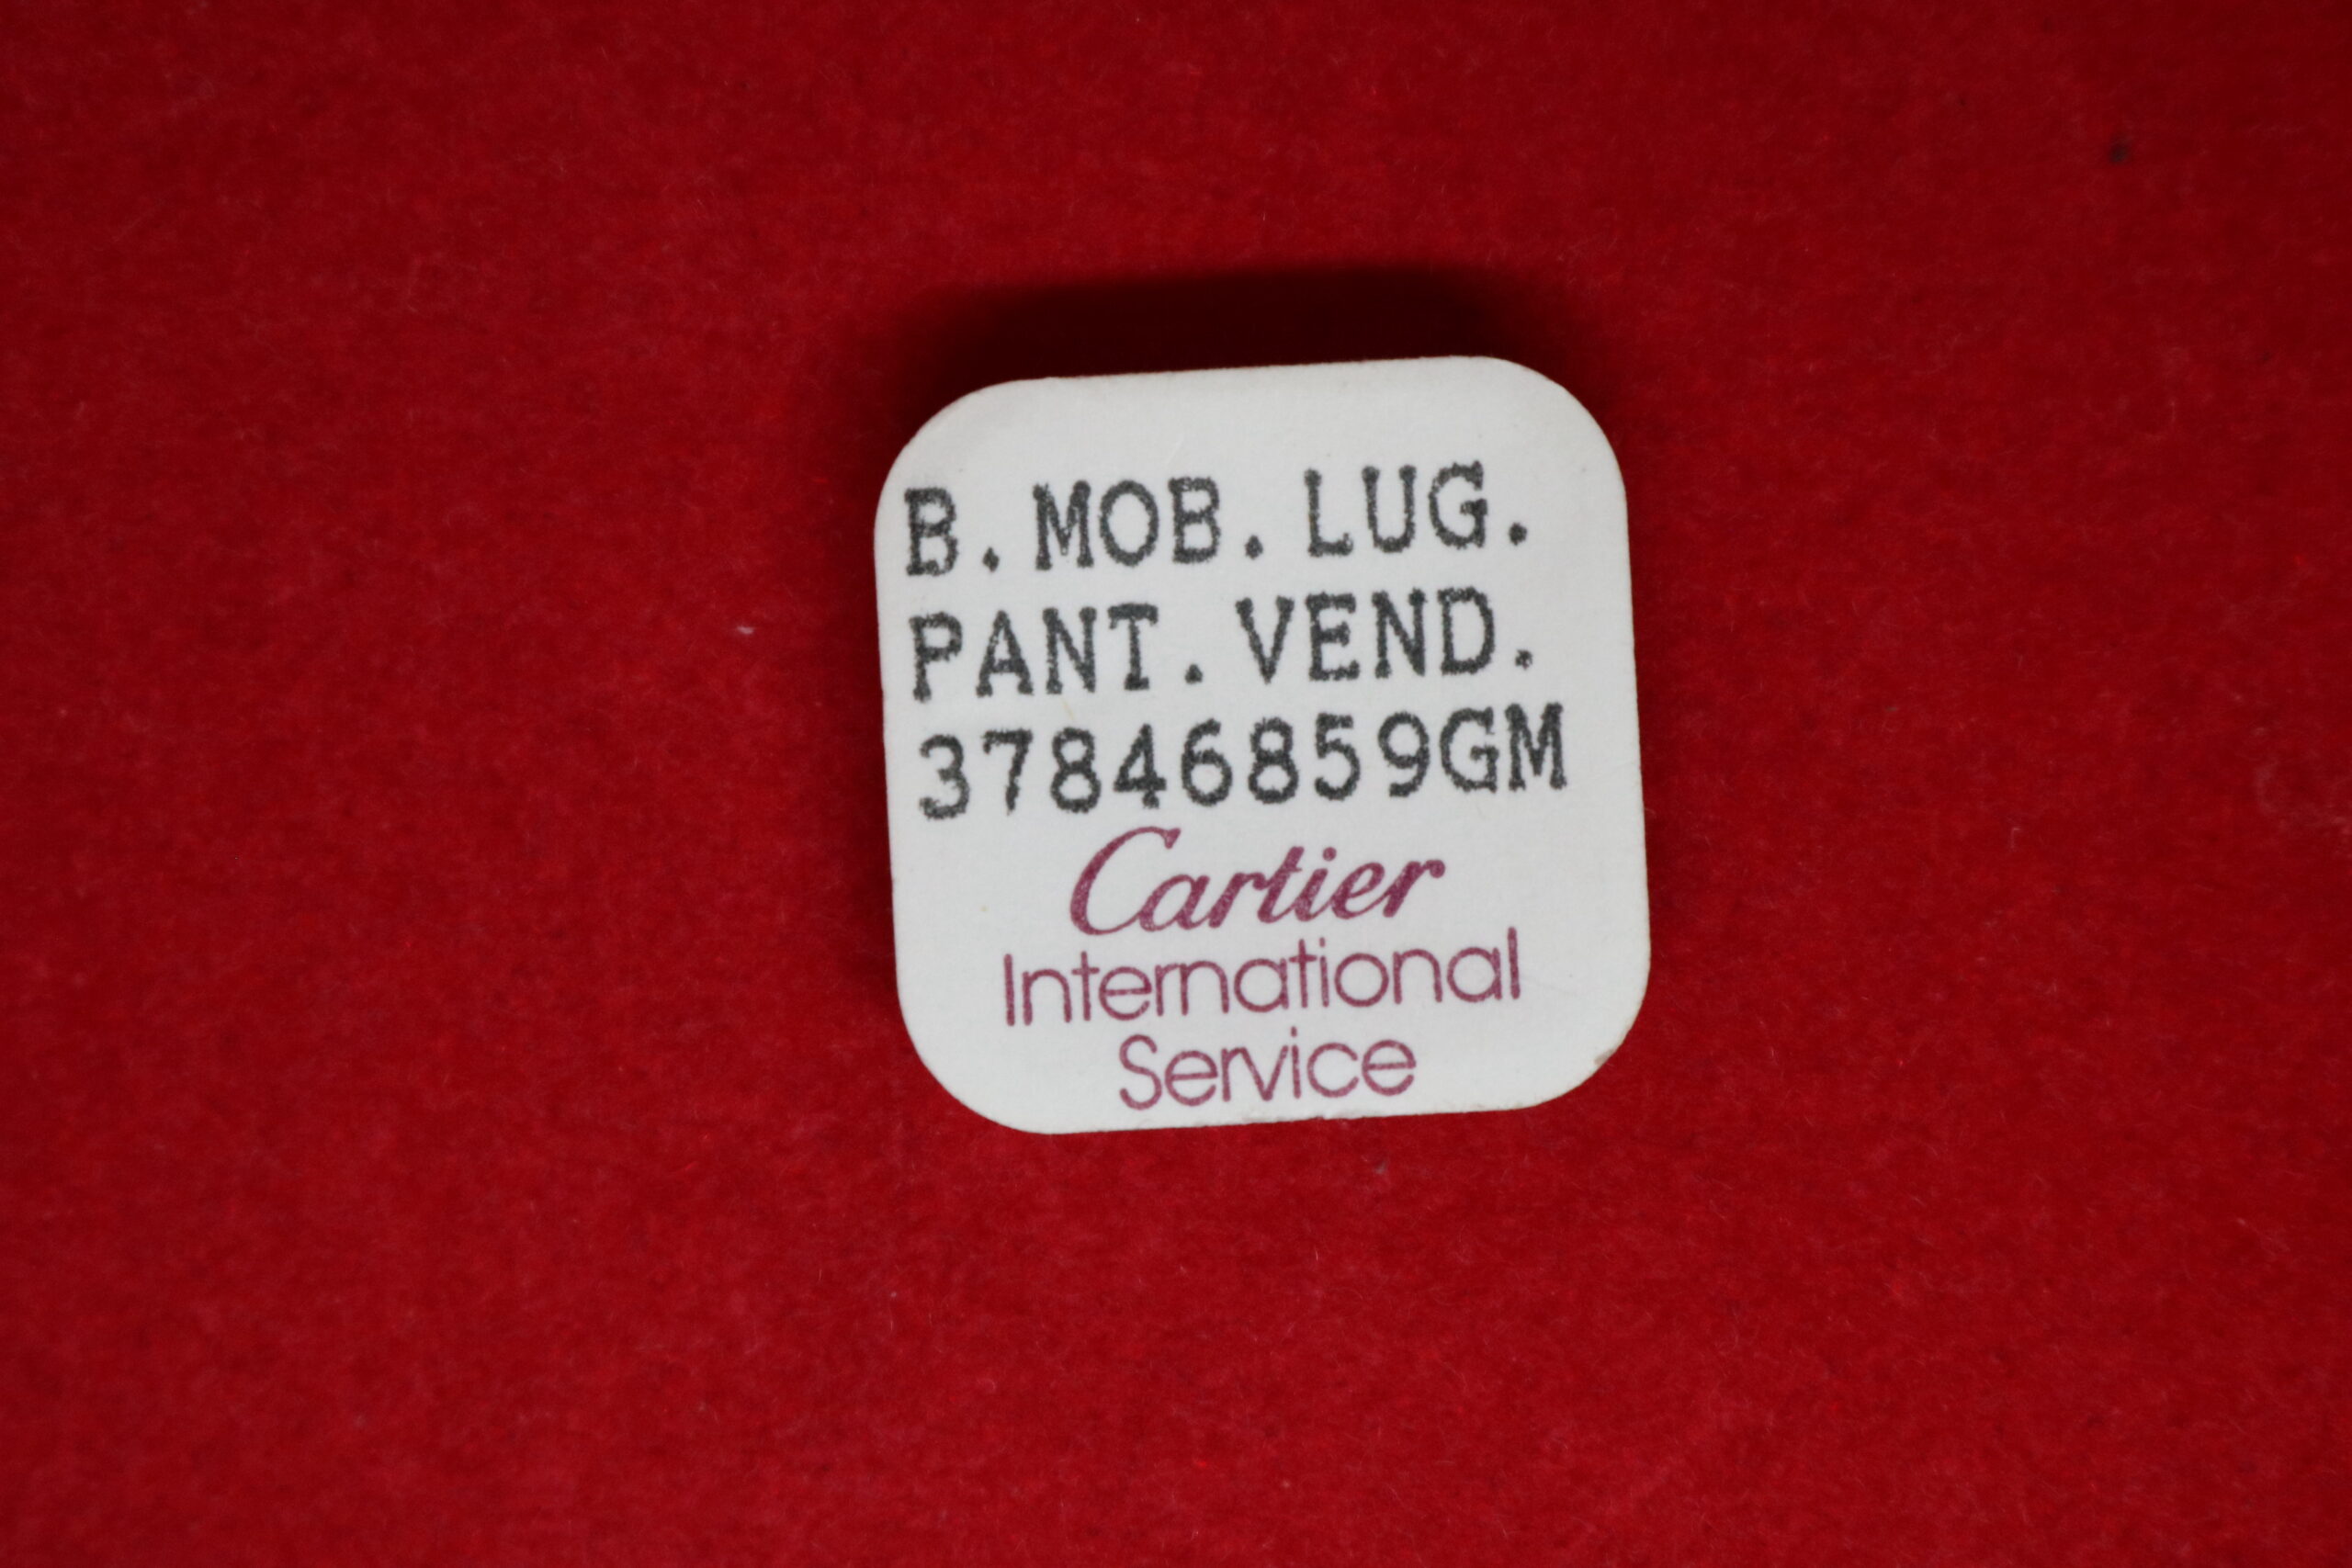 B.MOB.LUG.
PANT.VEND.
37846859GM
Cartier
International
Service